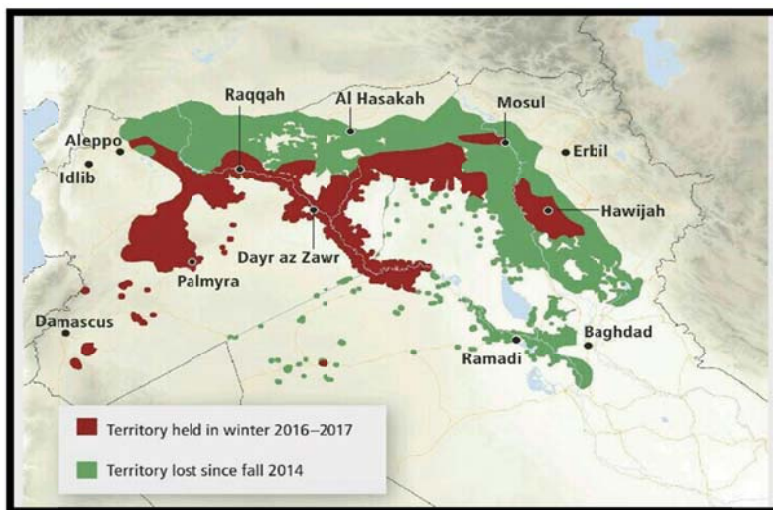 Raqqah
Al Hasakah
Mosul
Aleppo
Erbil
Idlib
Hawijah
Dayr az Zawr
Palmyra
Damascus
Baghdad
Ramadi
Territory held in winter 2016–2017
Territory lost since fall 2014